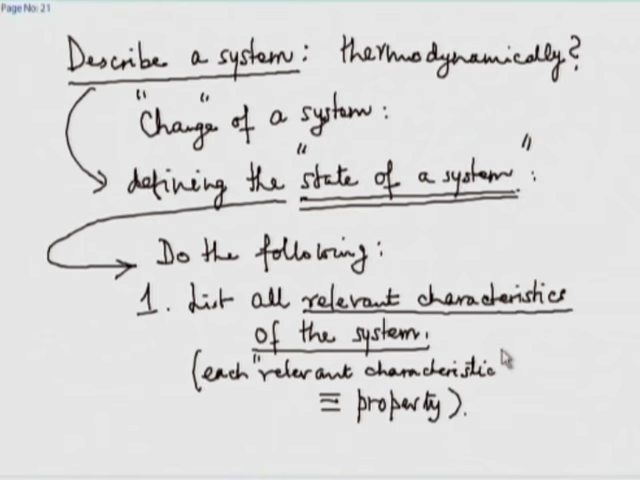 Page No: 21
Describe a system: thermodynamically?
"Change" of a system:
defining the "state of a system":
Do the following:
1. List all relevant characteristics
of the system.
(each "relevant characteristic
≡ property).